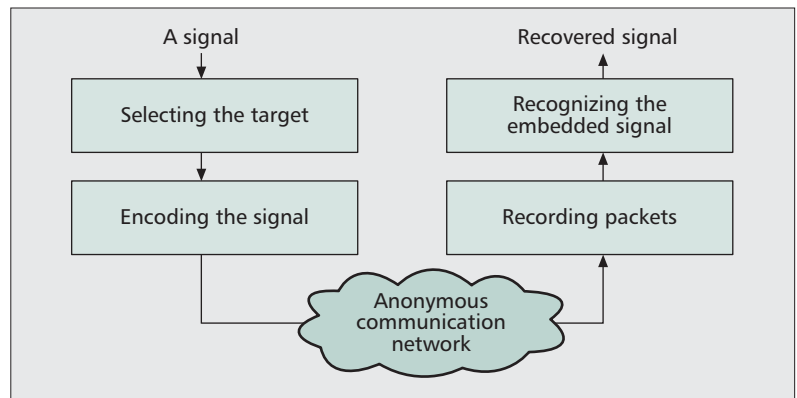 A signal
Selecting the target
Encoding the signal
Anonymous
communication
network
Recovered signal
Recognizing the
embedded signal
Recording packets